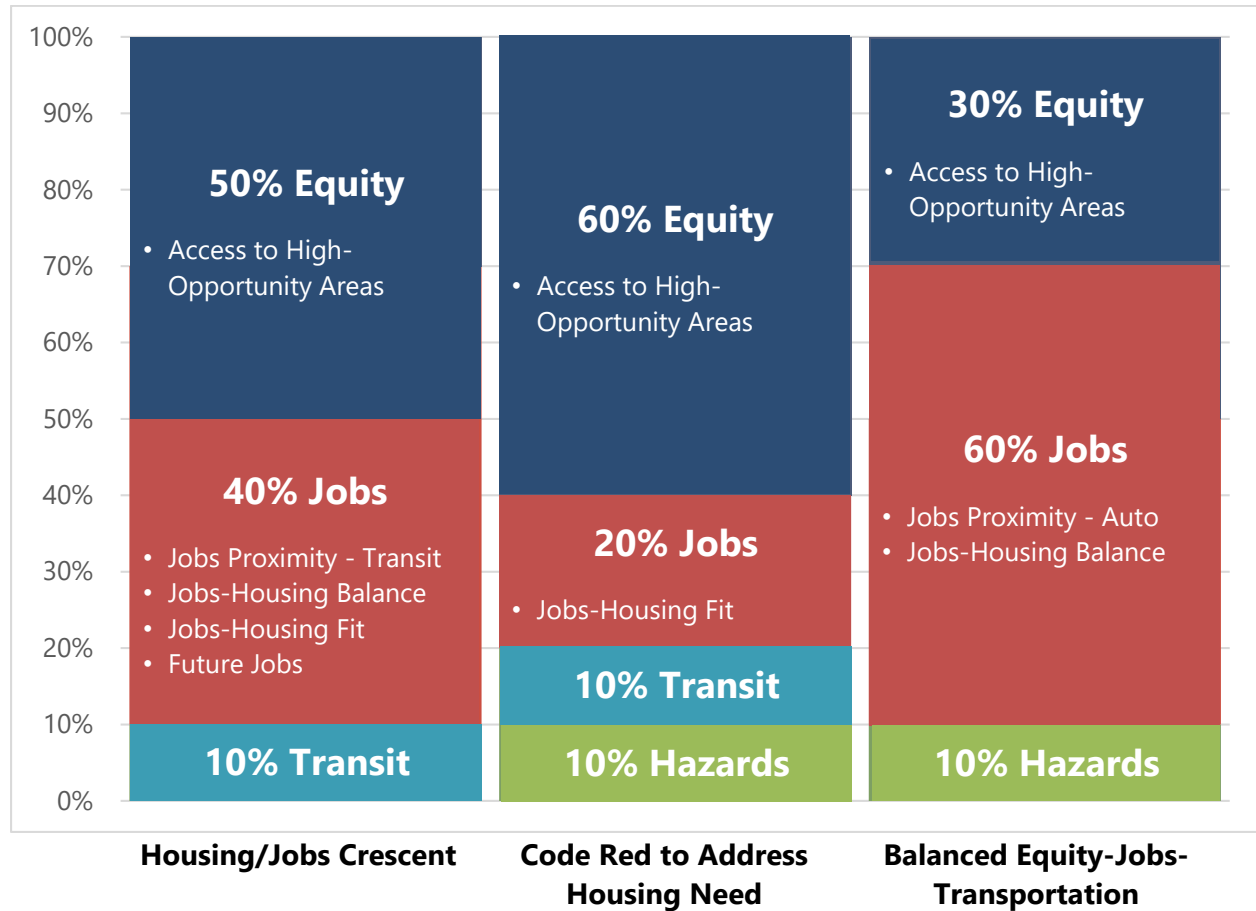 100%
90%
80%
70%
60%
50%
40%
30%
20%
10%
0%
50% Equity
• Access to High-
Opportunity Areas
40% Jobs
• Jobs Proximity - Transit
• Jobs-Housing Balance
• Jobs-Housing Fit
• Future Jobs
10% Transit
60% Equity
• Access to High-
Opportunity Areas
20% Jobs
• Jobs-Housing Fit
10% Transit
10% Hazards
30% Equity
• Access to High-
Opportunity Areas
60% Jobs
• Jobs Proximity - Auto
• Jobs-Housing Balance
10% Hazards
Housing/Jobs Crescent
Code Red to Address
Housing Need
Balanced Equity-Jobs-
Transportation